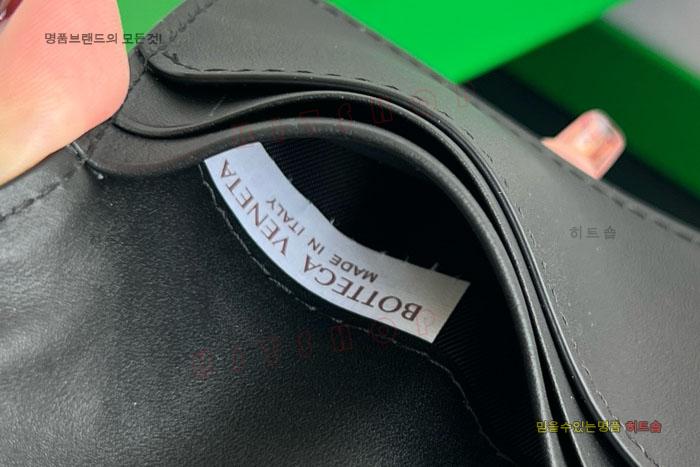 명품브랜드의 모든것!
BOTTEGA VENETA
MADE IN ITALY
히트숍
믿을수있는명품 히트숍